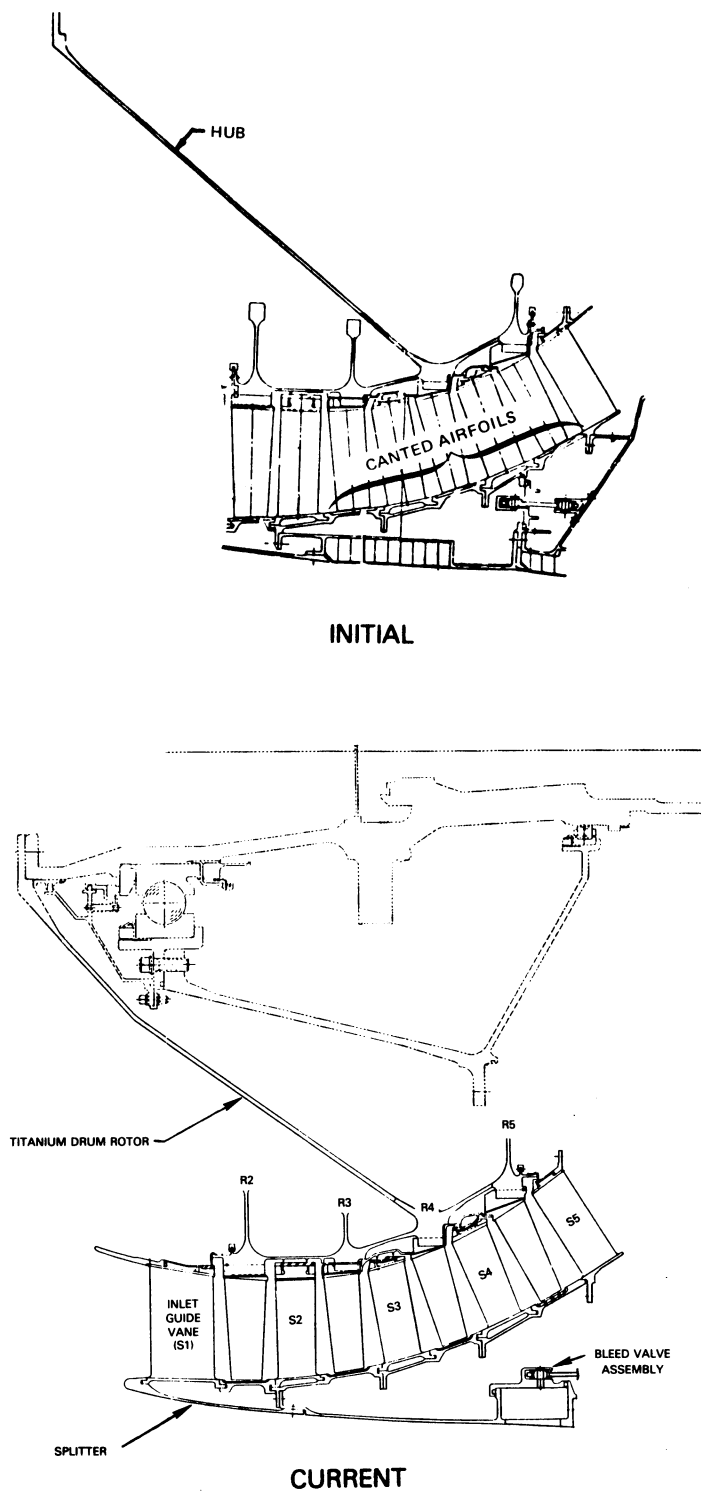 HUB
CANTED AIRFOILS
INITIAL
TITANIUM DRUM ROTOR
R2
R3
R4
R5
INLET
GUIDE
VANE
(S1)
S2
S3
S4
S5
BLEED VALVE
ASSEMBLY
SPLITTER
CURRENT